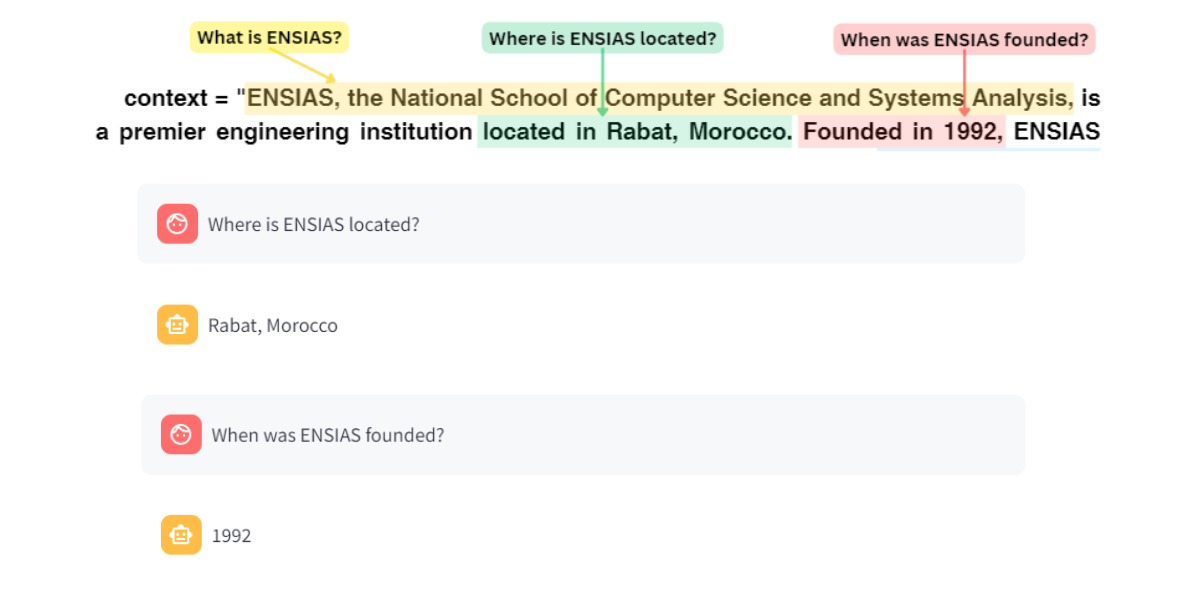 What is ENSIAS?
Where is ENSIAS located?
When was ENSIAS founded?
context = "ENSIAS, the National School of Computer Science and Systems Analysis, is
a premier engineering institution located in Rabat, Morocco. Founded in 1992, ENSIAS
Where is ENSIAS located?
Rabat, Morocco
When was ENSIAS founded?
1992